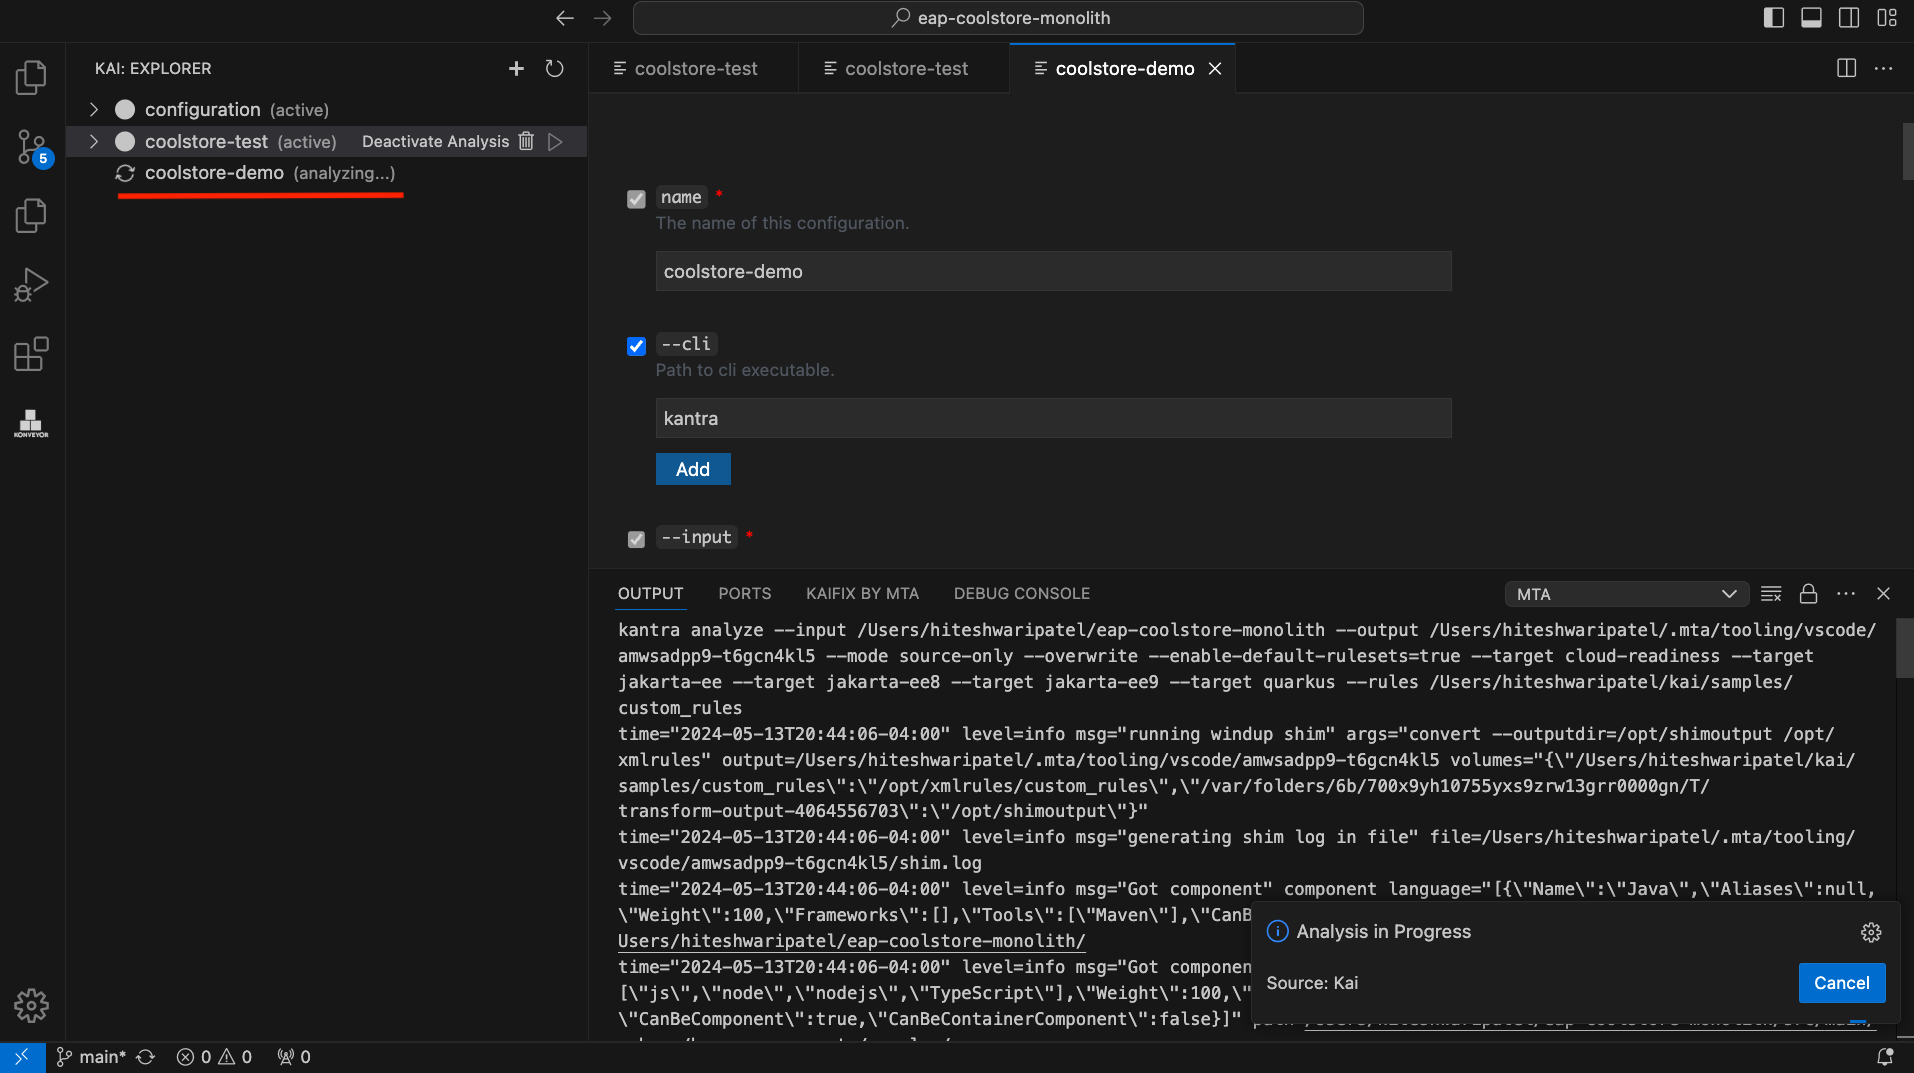 eap-coolstore-monolith
KAI: EXPLORER
configuration (active)
coolstore-test (active) Deactivate Analysis
coolstore-demo (analyzing...)
5
KONVEYOR
coolstore-test
coolstore-test
coolstore-demo
name *
The name of this configuration.
coolstore-demo
--cli
Path to cli executable.
kantra
Add
--input *
OUTPUT PORTS KAIFIX BY MTA DEBUG CONSOLE MTA
kantra analyze --input /Users/hiteshwaripatel/eap-coolstore-monolith --output /Users/hiteshwaripatel/.mta/tooling/vscode/
amwsadpp9-t6gcn4kl5 --mode source-only --overwrite --enable-default-rulesets=true --target cloud-readiness --target
jakarta-ee --target jakarta-ee8 --target jakarta-ee9 --target quarkus --rules /Users/hiteshwaripatel/kai/samples/
custom_rules
time="2024-05-13T20:44:06-04:00" level=info msg="running windup shim" args="convert --outputdir=/opt/shimoutput /opt/
xmlrules" output=/Users/hiteshwaripatel/.mta/tooling/vscode/amwsadpp9-t6gcn4kl5 volumes="{\"/Users/hiteshwaripatel/kai/
samples/custom_rules\":\"/opt/xmlrules/custom_rules\",\"/var/folders/6b/700x9yh10755yxs9zrw13grr0000gn/T/
transform-output-4064556703\":\"/opt/shimoutput\"}"
time="2024-05-13T20:44:06-04:00" level=info msg="generating shim log in file" file=/Users/hiteshwaripatel/.mta/tooling/
vscode/amwsadpp9-t6gcn4kl5/shim.log
time="2024-05-13T20:44:06-04:00" level=info msg="Got component" component language="[{\"Name\":\"Java\",\"Aliases\":null,
\"Weight\":100,\"Frameworks\":[],\"Tools\":[\"Maven\"],\"CanB
Users/hiteshwaripatel/eap-coolstore-monolith/
time="2024-05-13T20:44:06-04:00" level=info msg="Got componen
[\"js\",\"node\",\"nodejs\",\"TypeScript\"],\"Weight\":100,\"
\"CanBeComponent\":true,\"CanBeContainerComponent\":false}]"
Analysis in Progress
Source: Kai
Cancel
main* 0 0 0